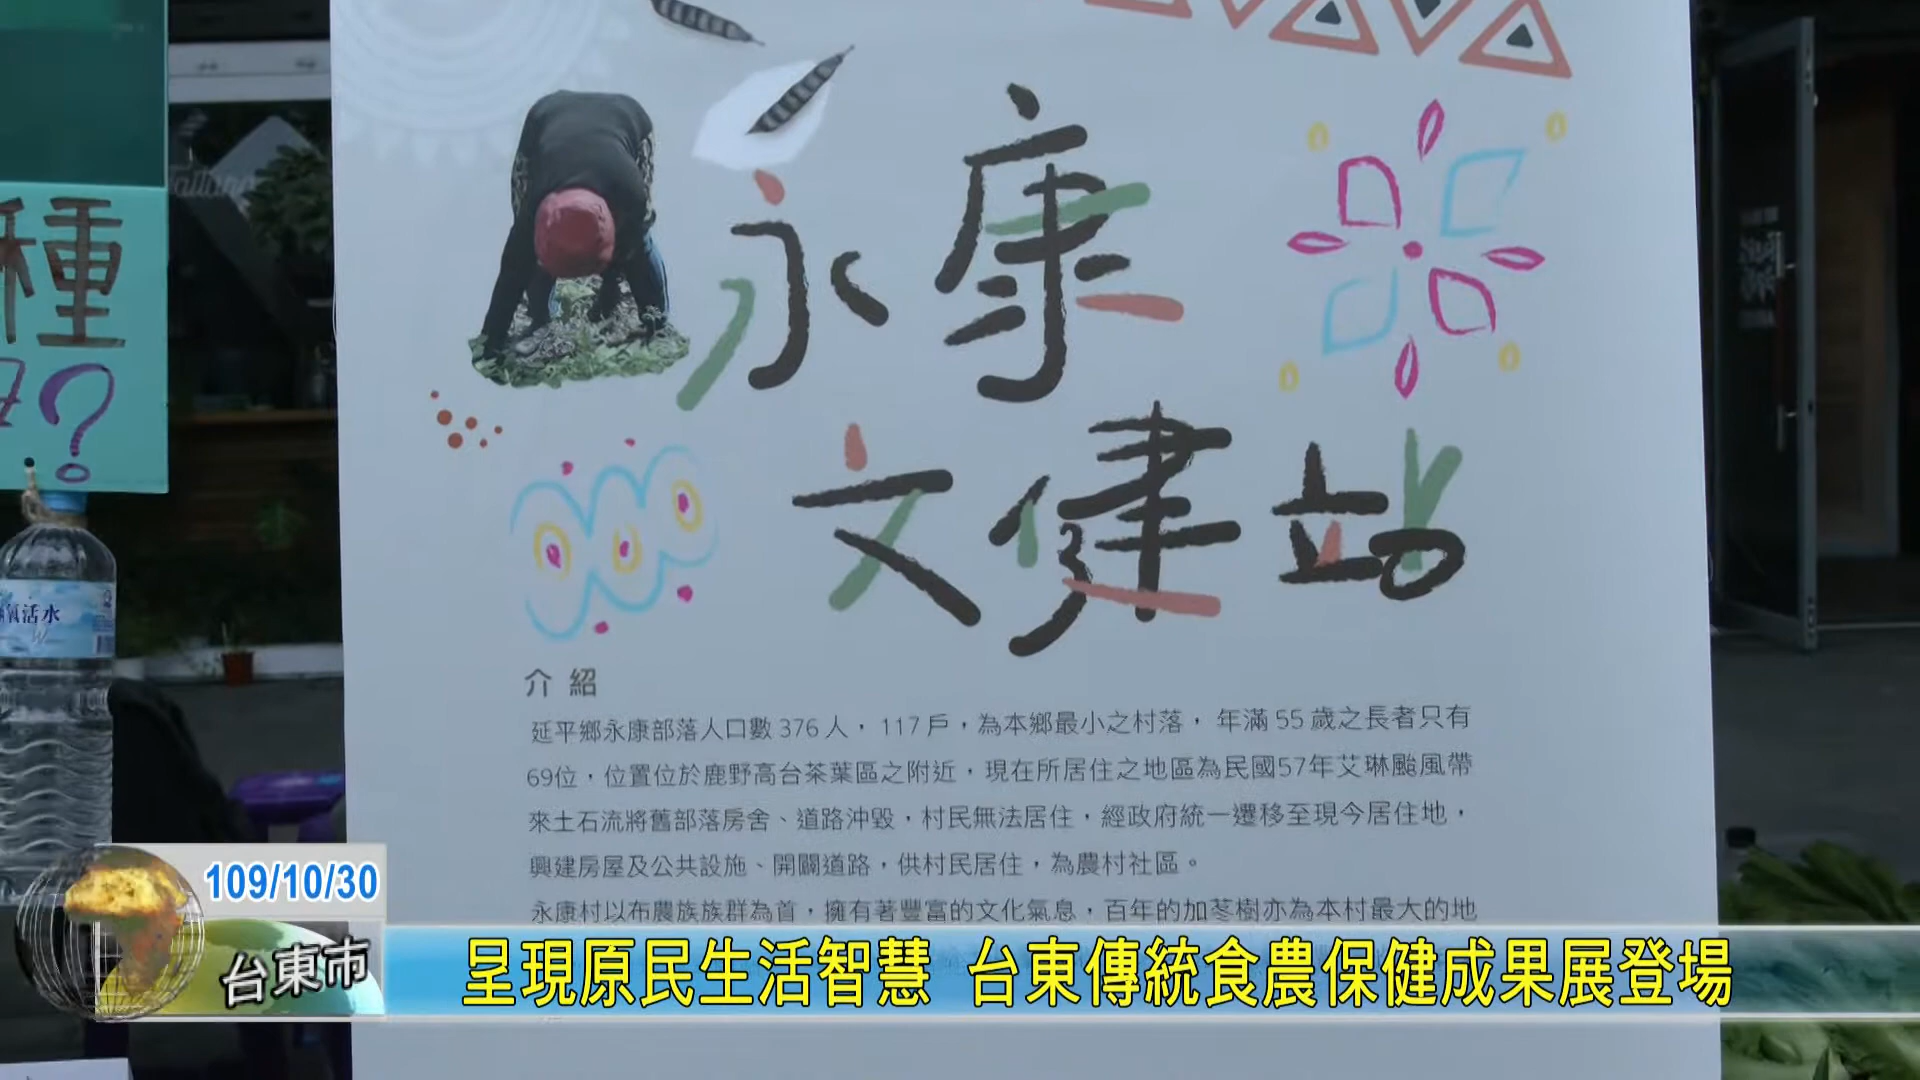 種
?
氧活水
永康
文健站
介紹
延平鄉永康部落人口數 376 人， 117 戶，為本鄉最小之村落， 年滿 55 歲之長者只有
69位，位置位於鹿野高台茶葉區之附近，現在所居住之地區為民國57年艾琳颱風帶
來土石流將舊部落房舍、道路沖毀，村民無法居住，經政府統一遷移至現今居住地，
興建房屋及公共設施、開闢道路，供村民居住，為農村社區。
永康村以布農族族群為首，擁有著豐富的文化氣息，百年的加苳樹亦為本村最大的地
109/10/30
台東市
呈現原民生活智慧 台東傳統食農保健成果展登場